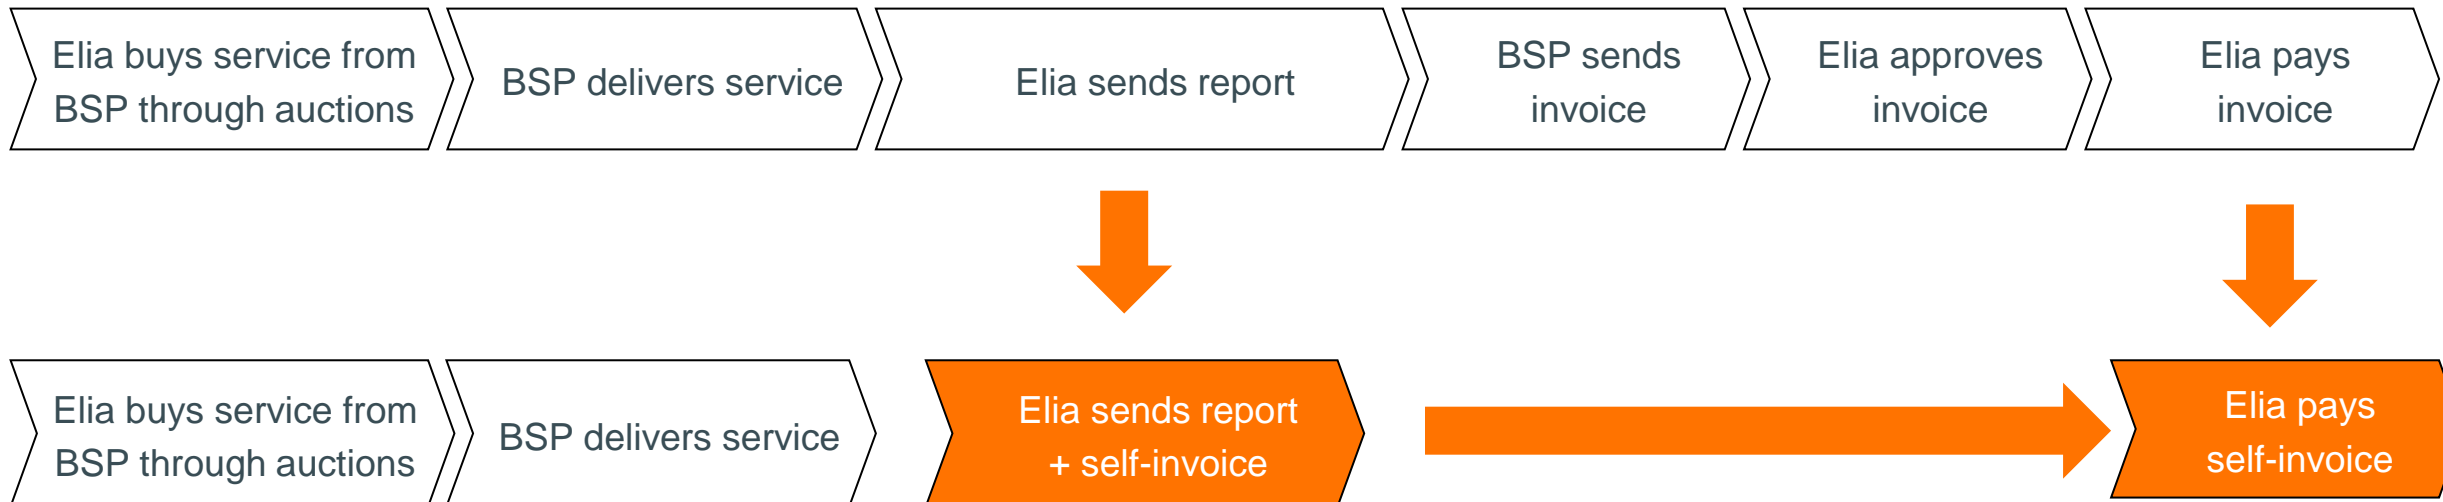 Elia buys service from
BSP through auctions
BSP delivers service
Elia sends report
BSP sends
invoice
Elia approves
invoice
Elia pays
invoice
Elia buys service from
BSP through auctions
BSP delivers service
Elia sends report
+ self-invoice
Elia pays
self-invoice